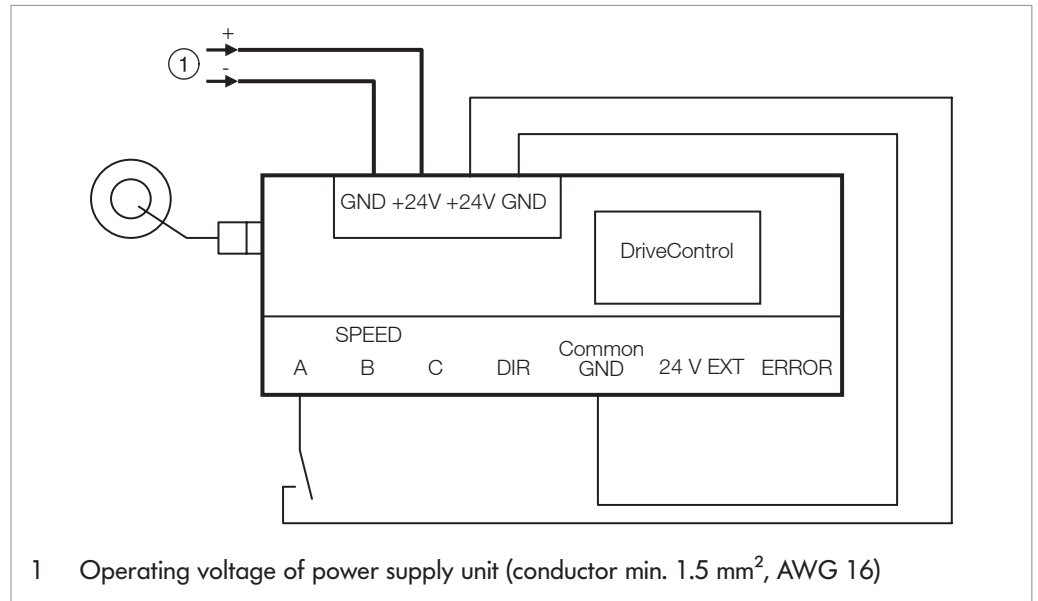 +
1
-
GND +24V +24V GND
DriveControl
SPEED
A B C DIR Common GND 24 V EXT ERROR
1 Operating voltage of power supply unit (conductor min. 1.5 mm², AWG 16)